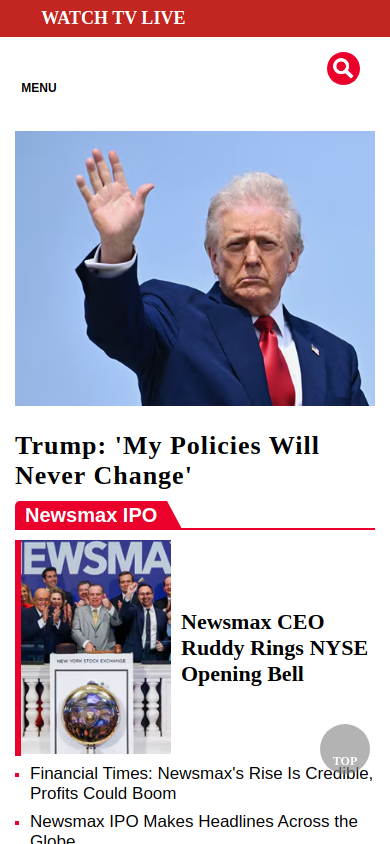 WATCH TV LIVE
MENU
Trump: 'My Policies Will
Never Change'
Newsmax IPO
EWSMA
NEW YORK STOCK EXCHANGE
Newsmax CEO
Ruddy Rings NYSE
Opening Bell
TOP
Financial Times: Newsmax's Rise Is Credible,
Profits Could Boom
Newsmax IPO Makes Headlines Across the
Globe